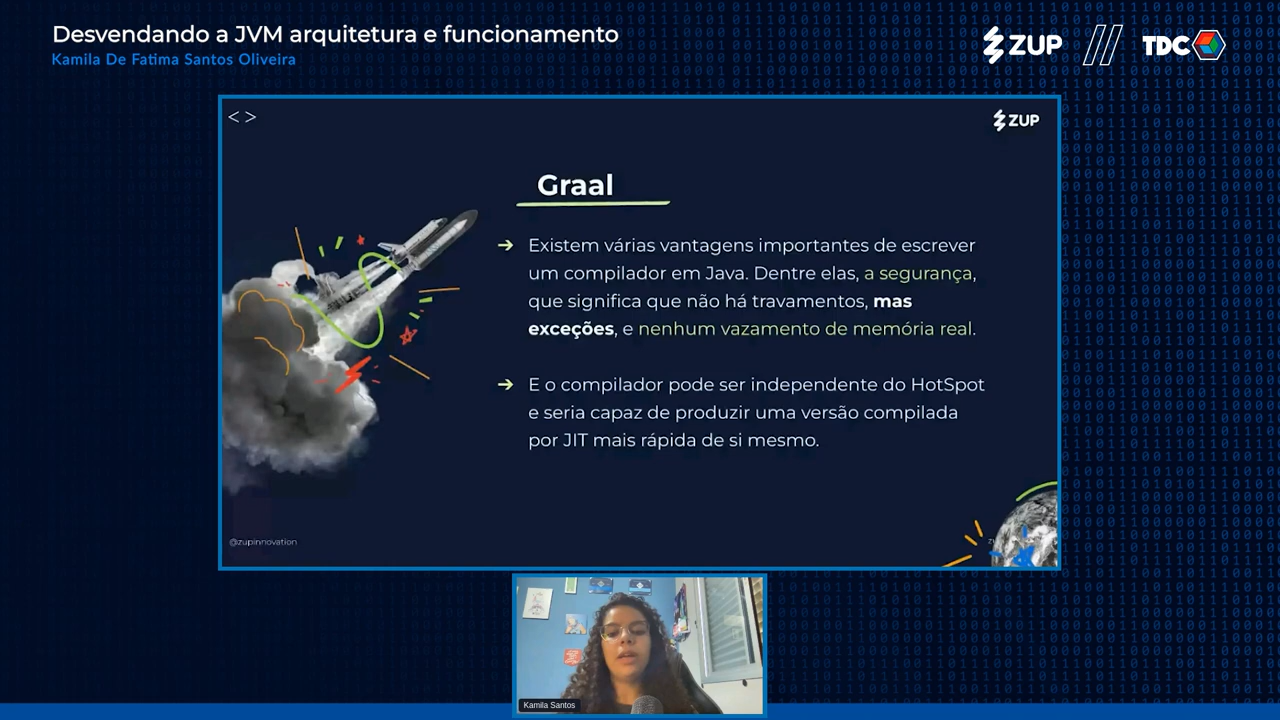 Desvendando a JVM arquitetura e funcionamento
Kamila De Fatima Santos Oliveira
ZUP
TDC
< >
ZUP
Graal
➔ Existem várias vantagens importantes de escrever
um compilador em Java. Dentre elas, a segurança,
que significa que não há travamentos, mas
exceções, e nenhum vazamento de memória real.
➔ E o compilador pode ser independente do HotSpot
e seria capaz de produzir uma versão compilada
por JIT mais rápida de si mesmo.
@zupinnovation
Kamila Santos